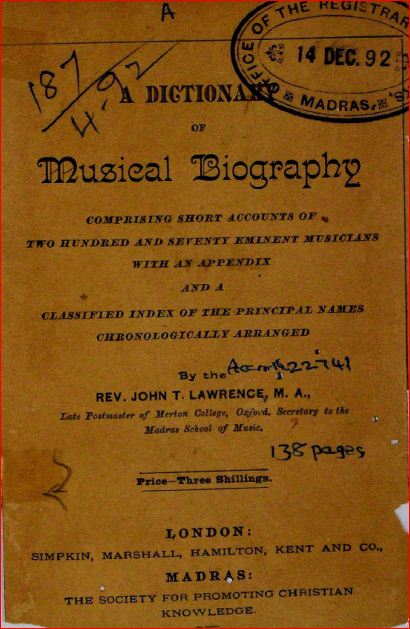 A
OFFICE OF THE REGISTRAR
14 DEC. 92
MADRAS.
187
4-92
A DICTIONARY
OF
Musical Biography
COMPRISING SHORT ACCOUNTS OF
TWO HUNDRED AND SEVENTY EMINENT MUSICIANS
WITH AN APPENDIX
AND A
CLASSIFIED INDEX OF THE PRINCIPAL NAMES
CHRONOLOGICALLY ARRANGED
22741
By the
REV. JOHN T. LAWRENCE, M. A.,
Late Postmaster of Merton College, Oxford. Secretary to the
Madras School of Music.
138 pages
Price—Three Shillings.
LONDON:
SIMPKIN, MARSHALL, HAMILTON, KENT AND CO.,
MADRAS:
THE SOCIETY FOR PROMOTING CHRISTIAN
KNOWLEDGE.